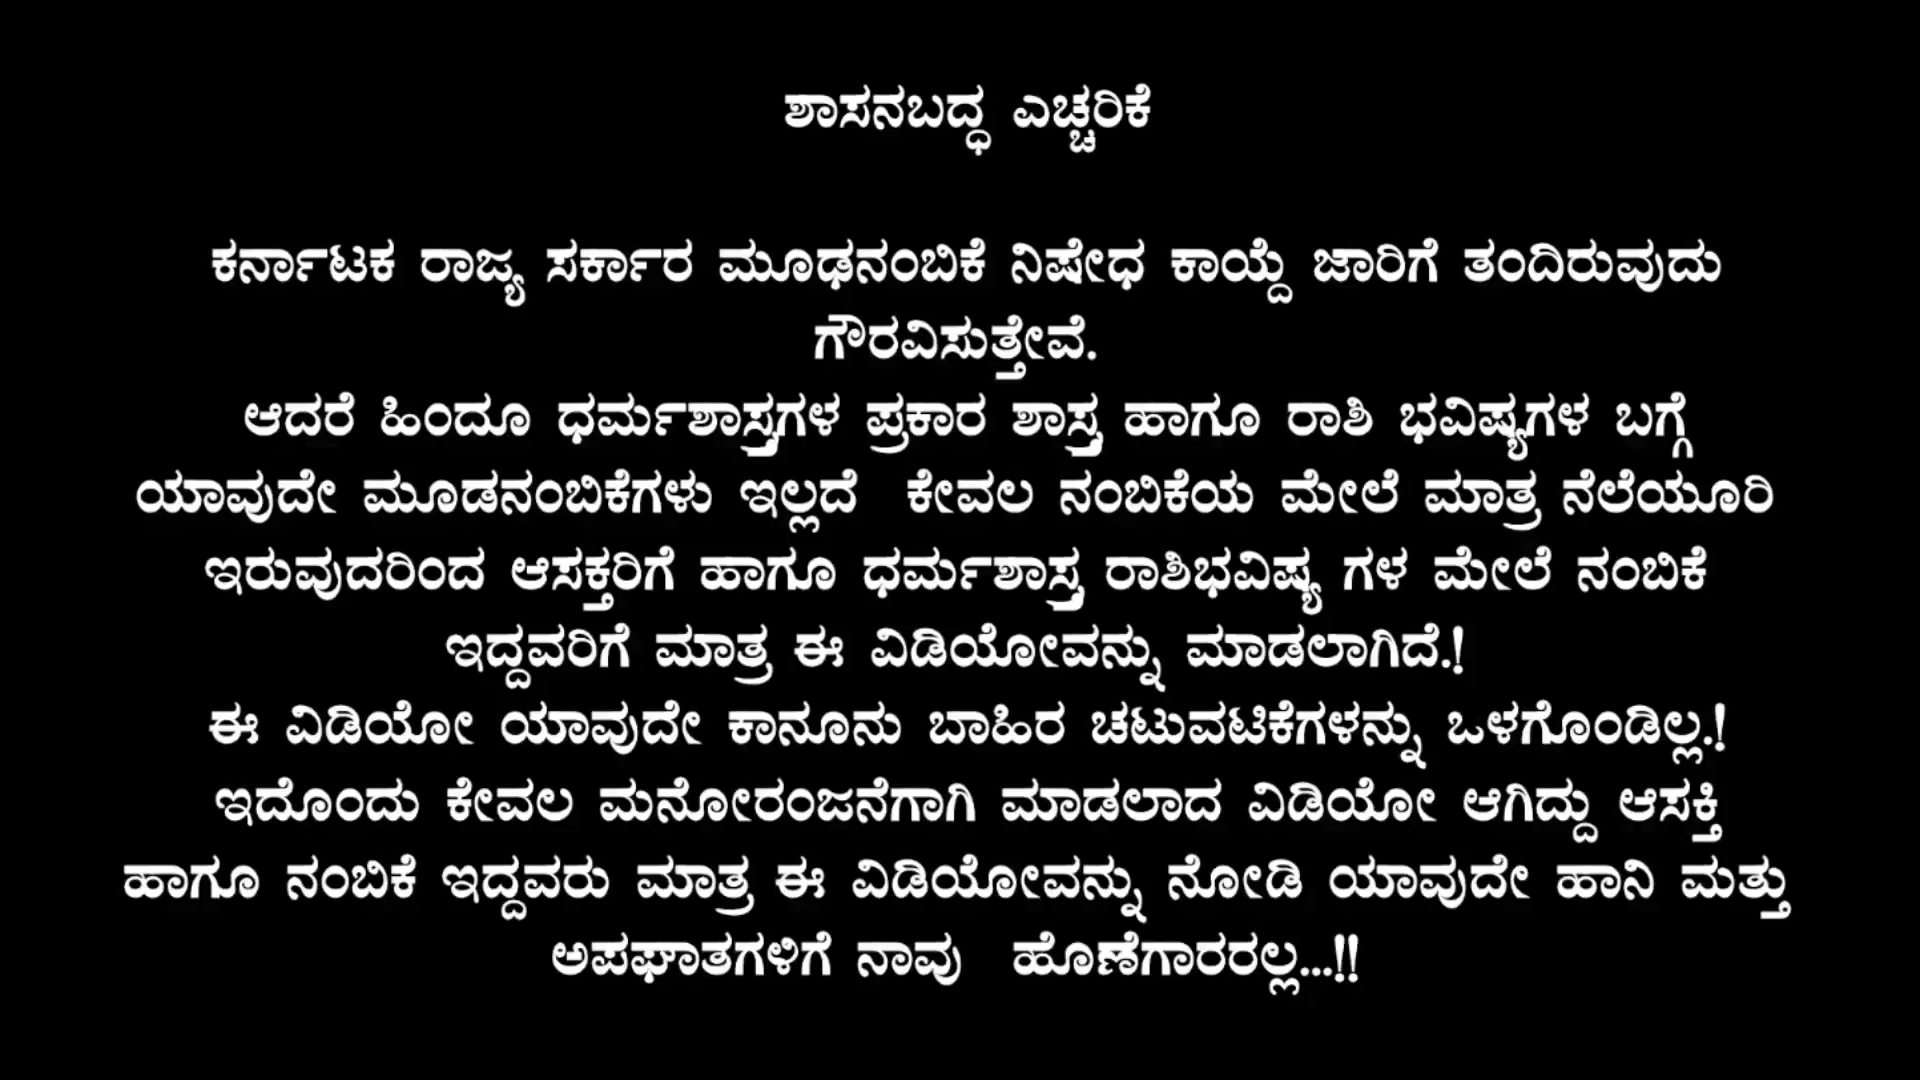 ಶಾಸನಬದ್ಧ ಎಚ್ಚರಿಕೆ
ಕರ್ನಾಟಕ ರಾಜ್ಯ ಸರ್ಕಾರ ಮೂಢನಂಬಿಕೆ ನಿಷೇಧ ಕಾಯ್ದೆ ಜಾರಿಗೆ ತಂದಿರುವುದು
ಗೌರವಿಸುತ್ತೇವೆ.
ಆದರೆ ಹಿಂದೂ ಧರ್ಮಶಾಸ್ತ್ರಗಳ ಪ್ರಕಾರ ಶಾಸ್ತ್ರ ಹಾಗೂ ರಾಶಿ ಭವಿಷ್ಯಗಳ ಬಗ್ಗೆ
ಯಾವುದೇ ಮೂಡನಂಬಿಕೆಗಳು ಇಲ್ಲದೆ ಕೇವಲ ನಂಬಿಕೆಯ ಮೇಲೆ ಮಾತ್ರ ನೆಲೆಯೂರಿ
ಇರುವುದರಿಂದ ಆಸಕ್ತರಿಗೆ ಹಾಗೂ ಧರ್ಮಶಾಸ್ತ್ರ ರಾಶಿಭವಿಷ್ಯ ಗಳ ಮೇಲೆ ನಂಬಿಕೆ
ಇದ್ದವರಿಗೆ ಮಾತ್ರ ಈ ವಿಡಿಯೋವನ್ನು ಮಾಡಲಾಗಿದೆ.!
ಈ ವಿಡಿಯೋ ಯಾವುದೇ ಕಾನೂನು ಬಾಹಿರ ಚಟುವಟಿಕೆಗಳನ್ನು ಒಳಗೊಂಡಿಲ್ಲ.!
ಇದೊಂದು ಕೇವಲ ಮನೋರಂಜನೆಗಾಗಿ ಮಾಡಲಾದ ವಿಡಿಯೋ ಆಗಿದ್ದು ಆಸಕ್ತಿ
ಹಾಗೂ ನಂಬಿಕೆ ಇದ್ದವರು ಮಾತ್ರ ಈ ವಿಡಿಯೋವನ್ನು ನೋಡಿ ಯಾವುದೇ ಹಾನಿ ಮತ್ತು
ಅಪಘಾತಗಳಿಗೆ ನಾವು ಹೊಣೆಗಾರರಲ್ಲ...!!